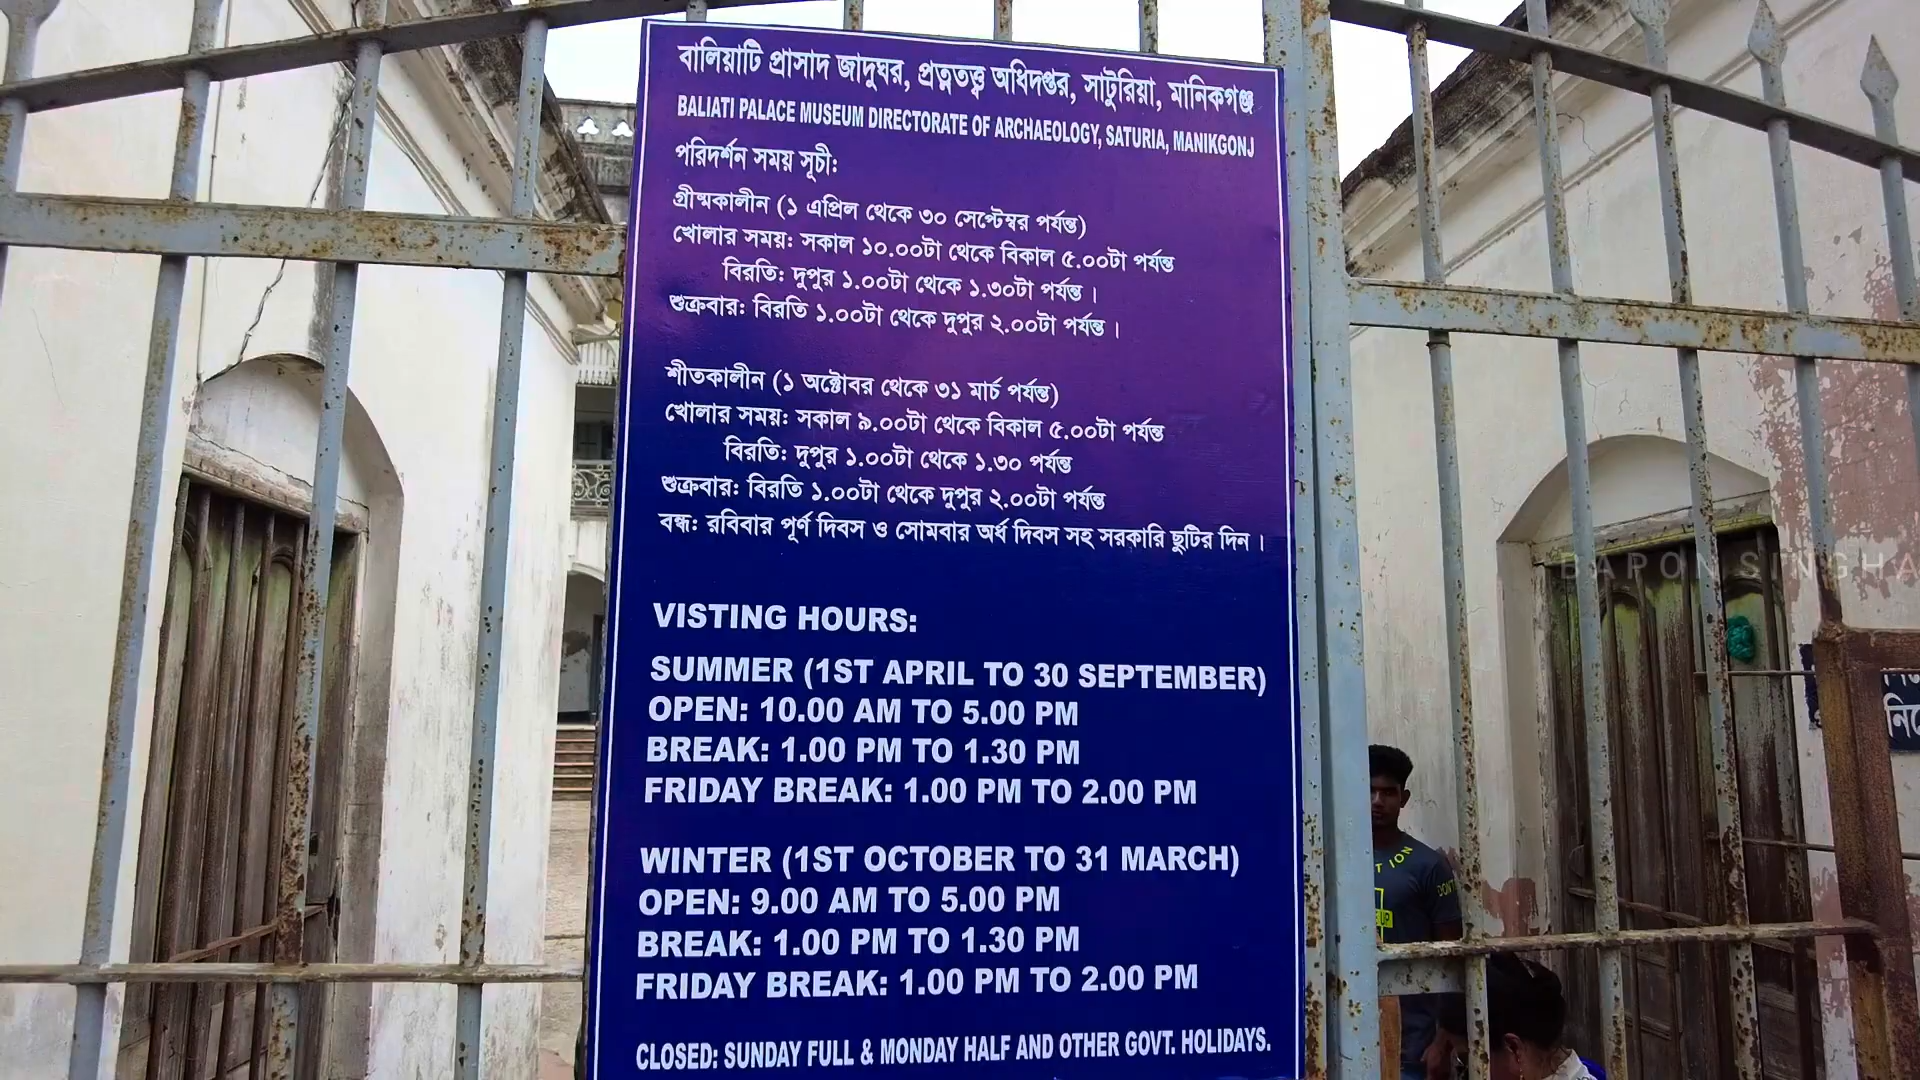 বালিয়াটি প্রাসাদ জাদুঘর, প্রত্নতত্ত্ব অধিদপ্তর, সাটুরিয়া, মানিকগঞ্জ
BALIATI PALACE MUSEUM DIRECTORATE OF ARCHAEOLOGY, SATURIA, MANIKGONJ
পরিদর্শন সময় সূচী:
গ্রীষ্মকালীন (১ এপ্রিল থেকে ৩০ সেপ্টেম্বর পর্যন্ত)
খোলার সময়: সকাল ১০.০০টা থেকে বিকাল ৫.০০টা পর্যন্ত
বিরতি: দুপুর ১.০০টা থেকে ১.৩০টা পর্যন্ত।
শুক্রবার: বিরতি ১.০০টা থেকে দুপুর ২.০০টা পর্যন্ত।
শীতকালীন (১ অক্টোবর থেকে ৩১ মার্চ পর্যন্ত)
খোলার সময়: সকাল ৯.০০টা থেকে বিকাল ৫.০০টা পর্যন্ত
বিরতি: দুপুর ১.০০টা থেকে ১.৩০ পর্যন্ত
শুক্রবার: বিরতি ১.০০টা থেকে দুপুর ২.০০টা পর্যন্ত
বন্ধ: রবিবার পূর্ণ দিবস ও সোমবার অর্ধ দিবস সহ সরকারি ছুটির দিন।
VISTING HOURS:
SUMMER (1ST APRIL TO 30 SEPTEMBER)
OPEN: 10.00 AM TO 5.00 PM
BREAK: 1.00 PM TO 1.30 PM
FRIDAY BREAK: 1.00 PM TO 2.00 PM
WINTER (1ST OCTOBER TO 31 MARCH)
OPEN: 9.00 AM TO 5.00 PM
BREAK: 1.00 PM TO 1.30 PM
FRIDAY BREAK: 1.00 PM TO 2.00 PM
CLOSED: SUNDAY FULL & MONDAY HALF AND OTHER GOVT. HOLIDAYS.
BAPON SINGHA